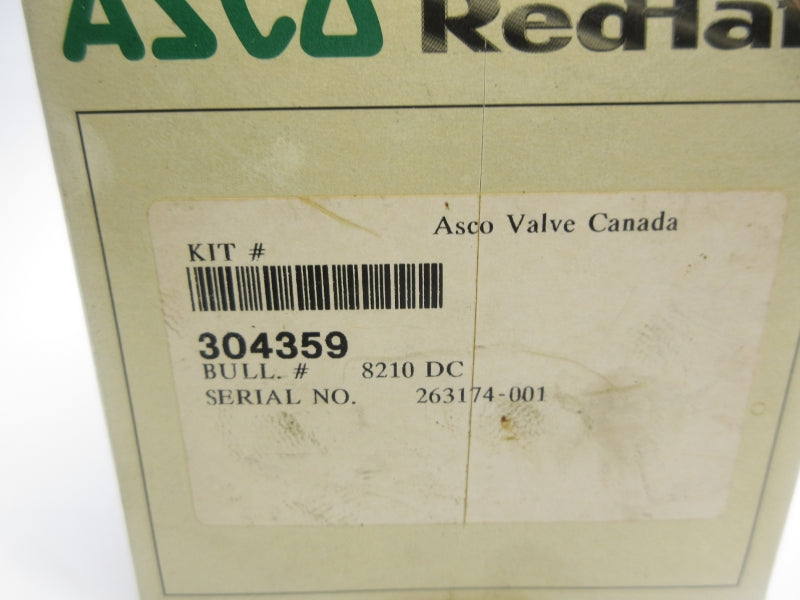 ASCO RedHa
Asco Valve Canada
KIT #
304359
BULL. # 8210 DC
SERIAL NO. 263174-001